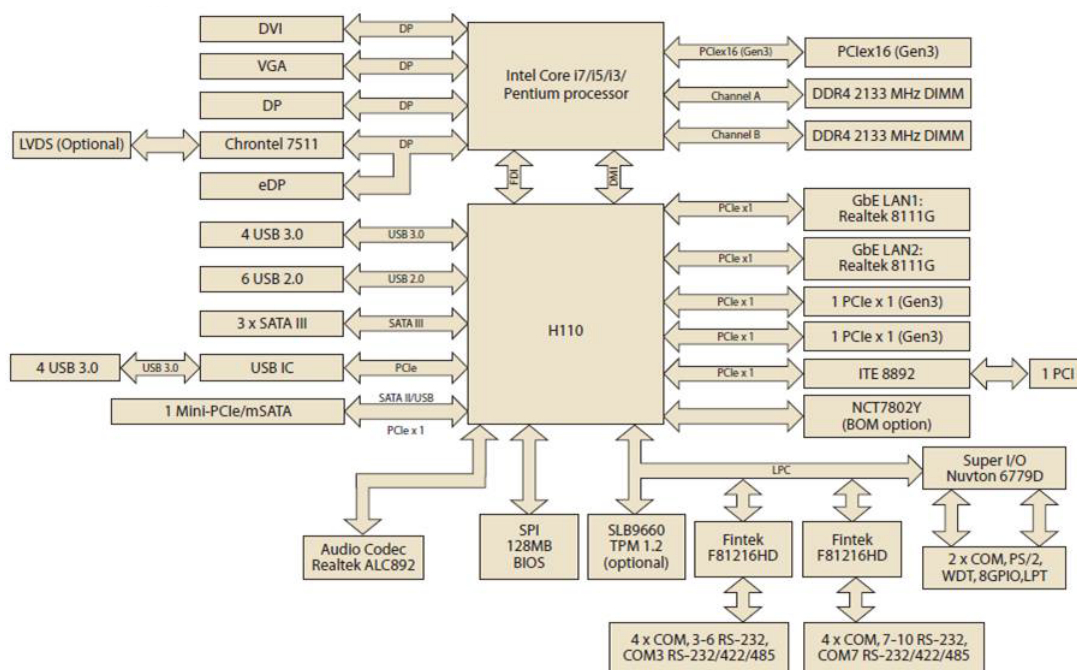 DVI
DP
VGA
DP
DP
DP
LVDS (Optional)
Chrontel 7511
DP
eDP
Intel Core i7/i5/i3/
Pentium processor
PCIex16 (Gen3)
PCIex16 (Gen3)
Channel A
DDR4 2133 MHz DIMM
Channel B
DDR4 2133 MHz DIMM
FDI
DMI
4 USB 3.0
USB 3.0
6 USB 2.0
USB 2.0
3 x SATA III
SATA III
4 USB 3.0
USB 3.0
USB IC
PCIe
1 Mini-PCIe/mSATA
SATA II/USB
PCIe x 1
H110
PCIe x1
GbE LAN1:
Realtek 8111G
PCIe x1
GbE LAN2:
Realtek 8111G
PCIe x 1
1 PCIe x 1 (Gen3)
PCIe x 1
1 PCIe x 1 (Gen3)
PCIe x 1
ITE 8892
1 PCI
NCT7802Y
(BOM option)
LPC
Super I/O
Nuvton 6779D
Audio Codec
Realtek ALC892
SPI
128MB
BIOS
SLB9660
TPM 1.2
(optional)
Fintek
F81216HD
Fintek
F81216HD
2 x COM, PS/2,
WDT, 8GPIO,LPT
4 x COM, 3-6 RS-232,
COM3 RS-232/422/485
4 x COM, 7-10 RS-232,
COM7 RS-232/422/485